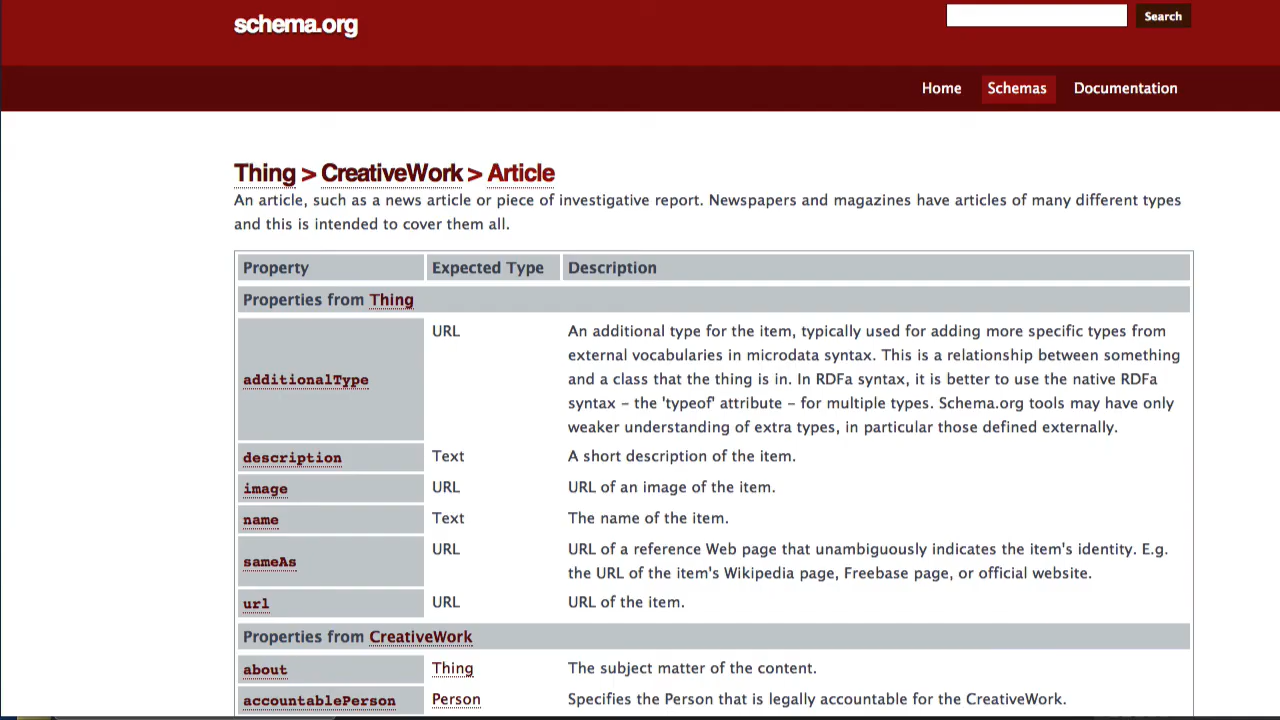 schema.org
Search
Home Schemas Documentation
Thing > CreativeWork > Article
An article, such as a news article or piece of investigative report. Newspapers and magazines have articles of many different types
and this is intended to cover them all.
Property Expected Type Description
Properties from Thing
additionalType URL An additional type for the item, typically used for adding more specific types from
external vocabularies in microdata syntax. This is a relationship between something
and a class that the thing is in. In RDFa syntax, it is better to use the native RDFa
syntax – the 'typeof' attribute – for multiple types. Schema.org tools may have only
weaker understanding of extra types, in particular those defined externally.
description Text A short description of the item.
image URL URL of an image of the item.
name Text The name of the item.
sameAs URL URL of a reference Web page that unambiguously indicates the item's identity. E.g.
the URL of the item's Wikipedia page, Freebase page, or official website.
url URL URL of the item.
Properties from CreativeWork
about Thing The subject matter of the content.
accountablePerson Person Specifies the Person that is legally accountable for the CreativeWork.